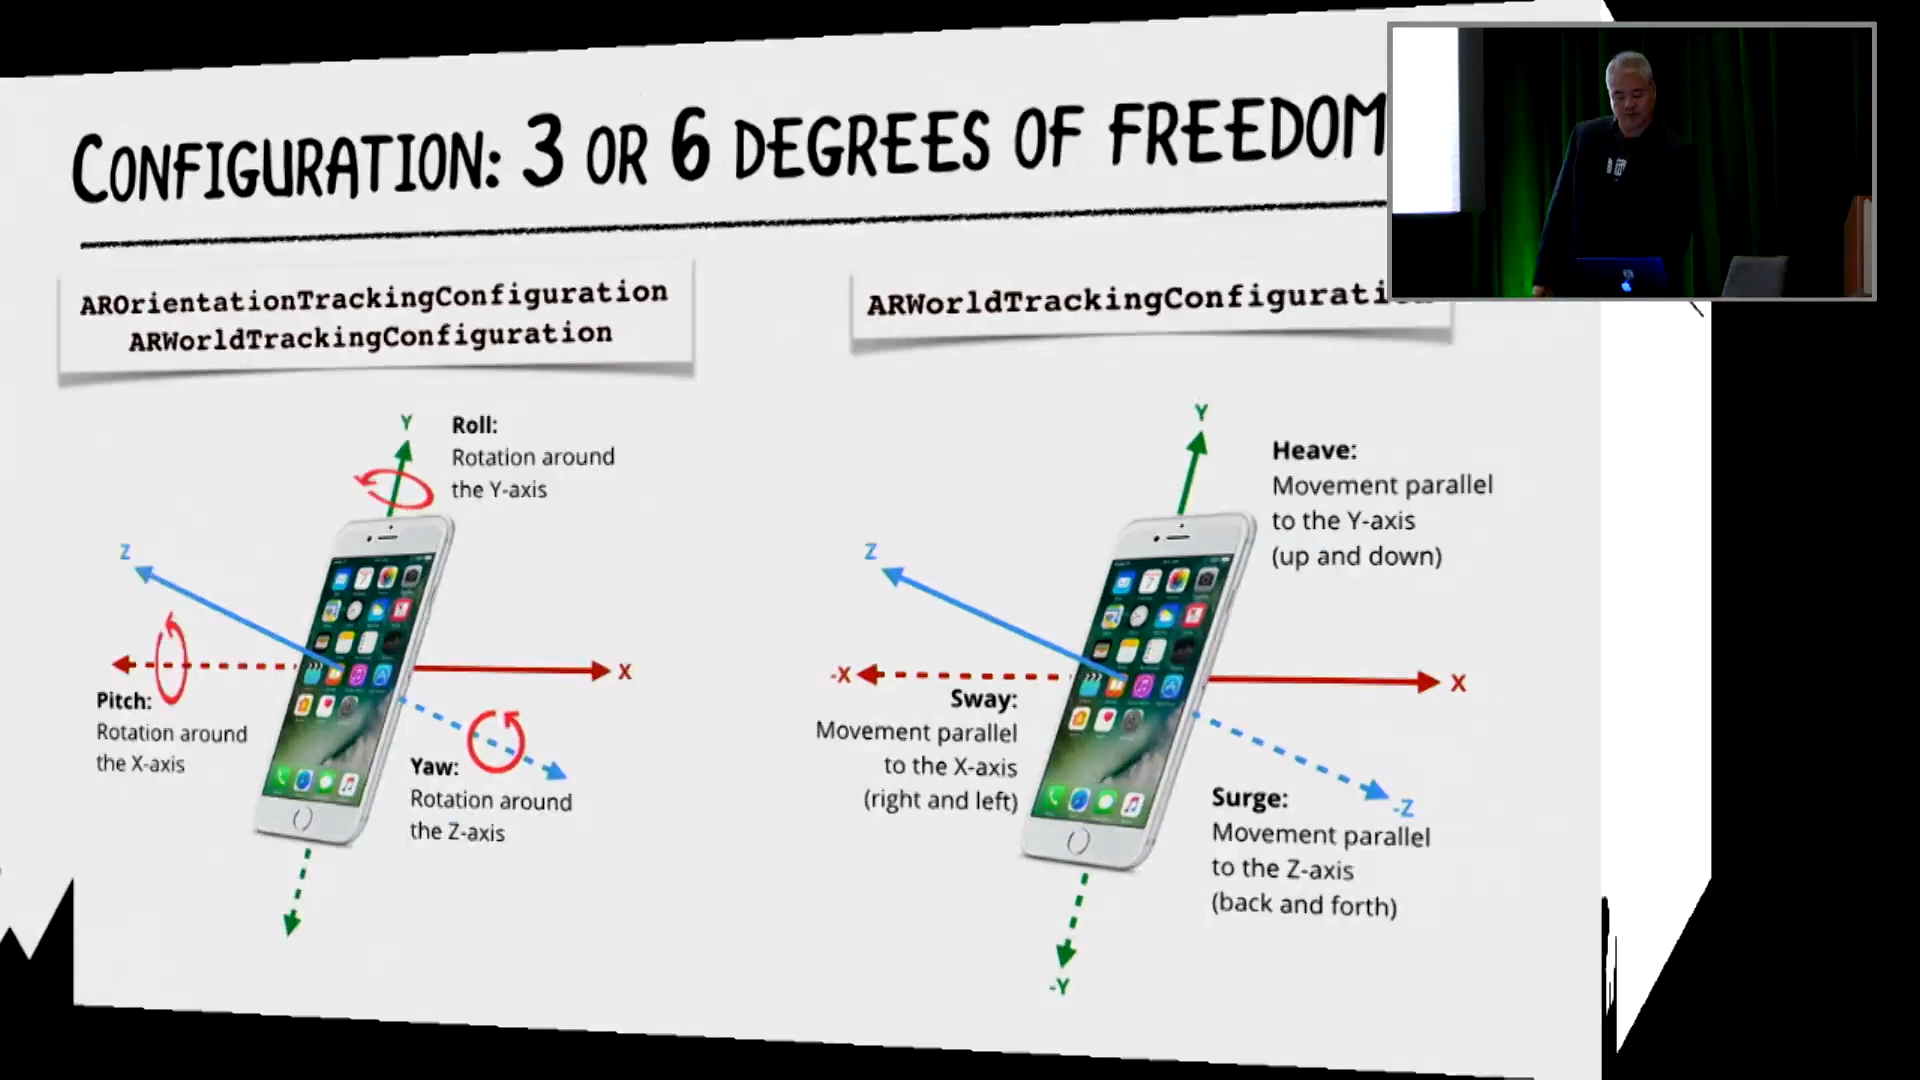 CONFIGURATION: 3 OR 6 DEGREES OF FREEDOM
AROrientationTrackingConfiguration
ARWorldTrackingConfiguration
Y
Roll:
Rotation around
the Y-axis
Z
X
Pitch:
Rotation around
the X-axis
Yaw:
Rotation around
the Z-axis
ARWorldTrackingConfigurati
Y
Heave:
Movement parallel
to the Y-axis
(up and down)
Z
-X
X
Sway:
Movement parallel
to the X-axis
(right and left)
Surge:
Movement parallel
to the Z-axis
(back and forth)
-Z
-Y